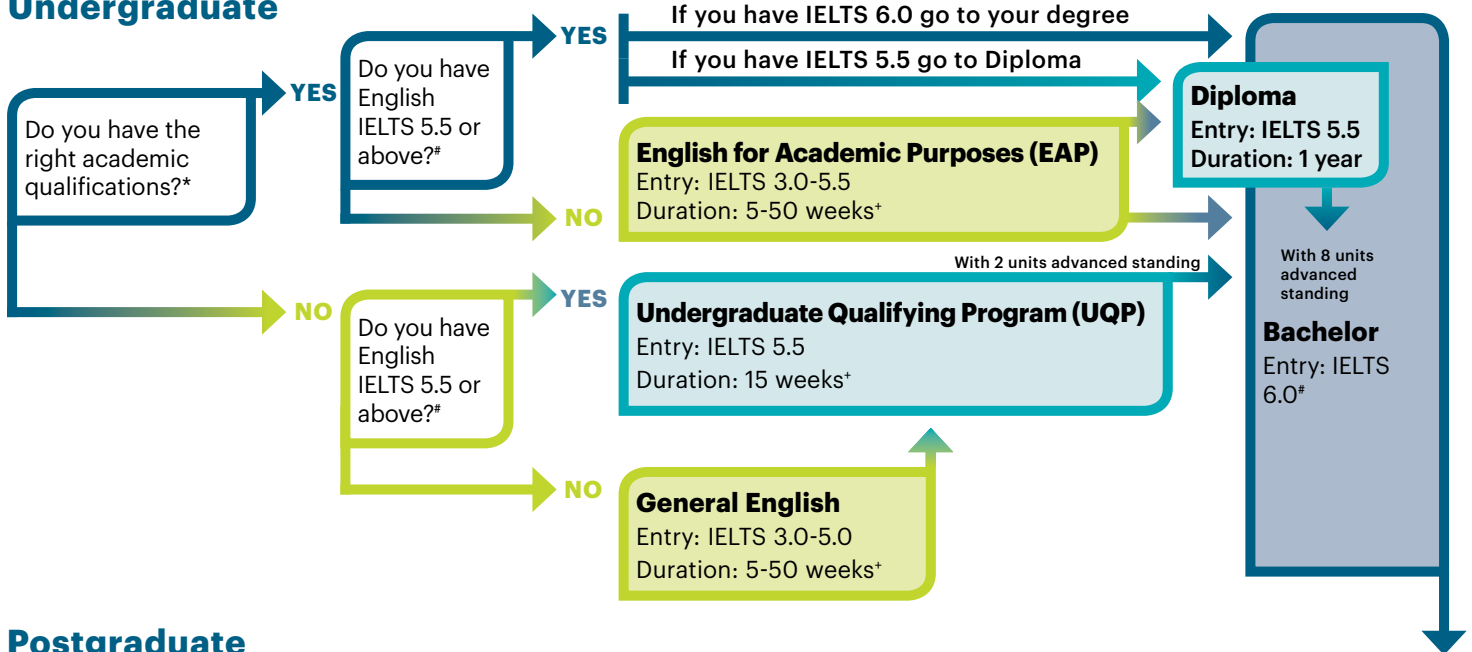 Undergraduate
Do you have the
right academic
qualifications?*
YES
Do you have
English
IELTS 5.5 or
above?#
YES
If you have IELTS 6.0 go to your degree
If you have IELTS 5.5 go to Diploma
Diploma
Entry: IELTS 5.5
Duration: 1 year
NO
English for Academic Purposes (EAP)
Entry: IELTS 3.0-5.5
Duration: 5-50 weeks+
With 8 units
advanced
standing
Bachelor
Entry: IELTS
6.0#
NO
Do you have
English
IELTS 5.5 or
above?#
YES
With 2 units advanced standing
Undergraduate Qualifying Program (UQP)
Entry: IELTS 5.5
Duration: 15 weeks+
NO
General English
Entry: IELTS 3.0-5.0
Duration: 5-50 weeks+
Postgraduate